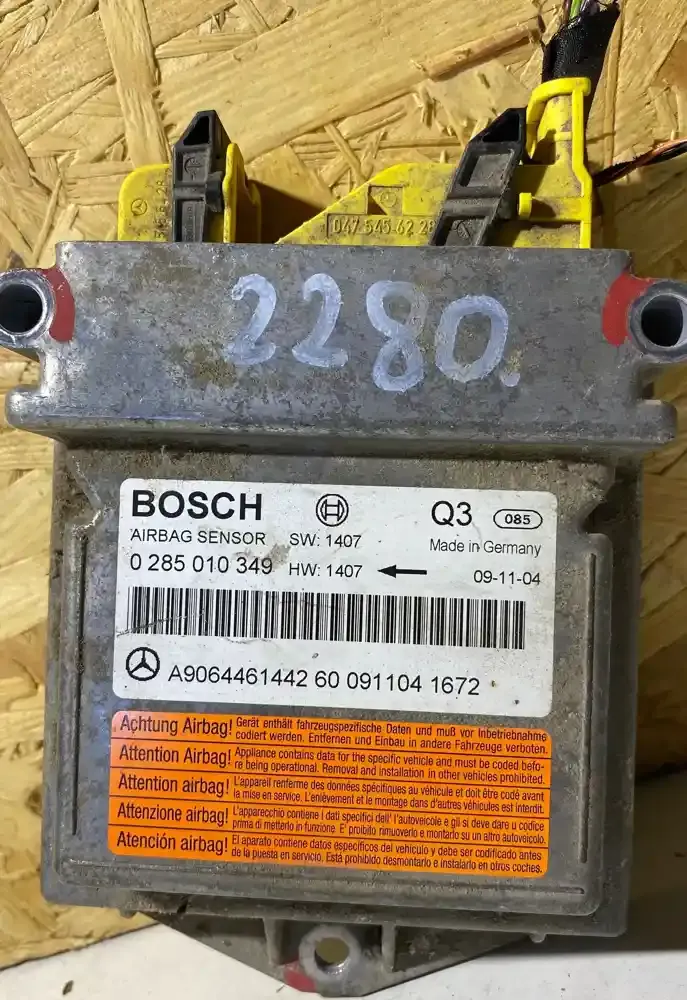 047 545 62 28
2280.
BOSCH
Q3 085
AIRBAG SENSOR SW: 1407
Made in Germany
0 285 010 349 HW: 1407
09-11-04
A9064461442 60 091104 1672
Achtung Airbag! Gerät enthält fahrzeugspezifische Daten und muß vor Inbetriebnahme
codiert werden. Entfernen und Einbau in andere Fahrzeuge verboten.
Attention Airbag! Appliance contains data for the specific vehicle and must be coded befo-
re being operational. Removal and installation in other vehicles prohibited.
Attention airbag! L'appareil renferme des données spécifiques au véhicule et doit être codé avant
la mise en service. L'enlèvement et le montage dans d'autres véhicules est interdit.
Attenzione airbag! L'apparecchio contiene i dati specifici dell' l'autoveicolo e gli si deve dare u codice
prima di metterlo in funzione. E' proibito rimuoverlo e montarlo su un altro autoveicolo.
Atención airbag! El aparato contiene datos específicos del vehículo y debe ser codificado antes
de la puesta en servicio. Está prohibido desmontarlo e instalarlo en otros coches.